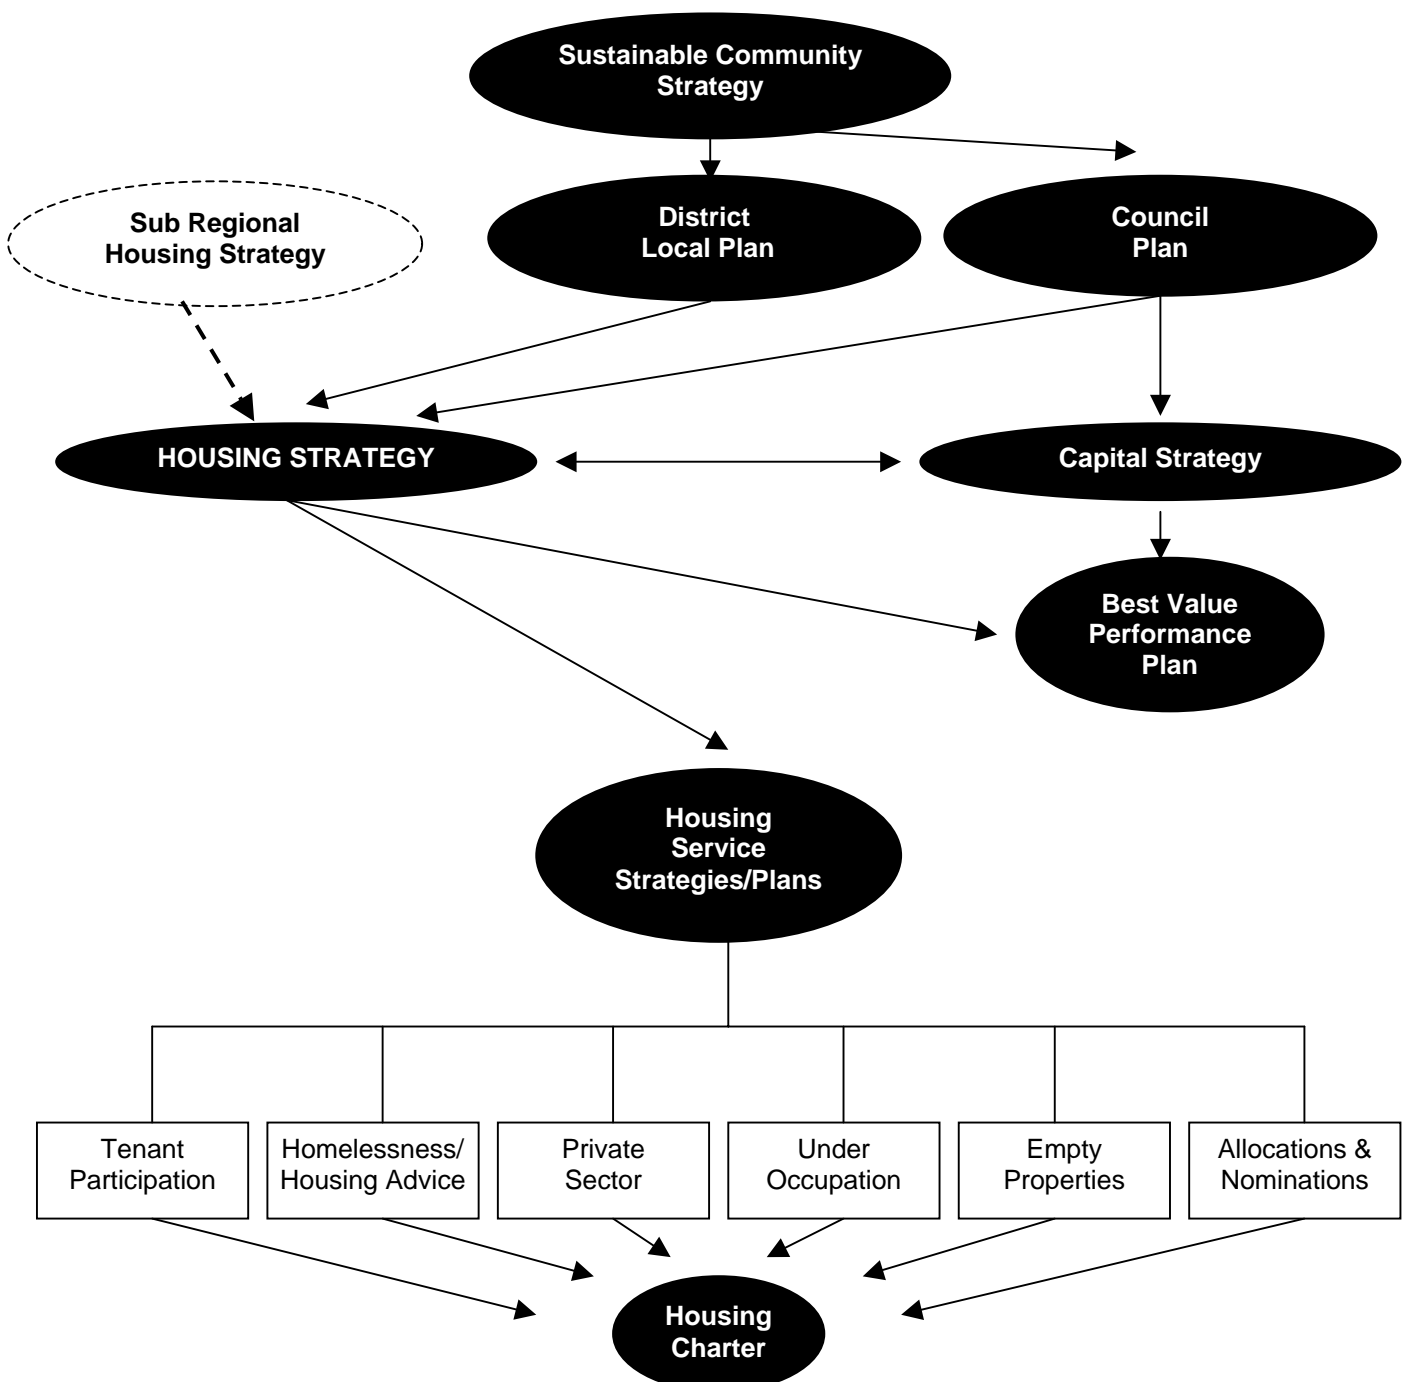 Sustainable Community
Strategy
Sub Regional
Housing Strategy
District
Local Plan
Council
Plan
HOUSING STRATEGY
Capital Strategy
Best Value
Performance
Plan
Housing
Service
Strategies/Plans
Tenant
Participation
Homelessness/
Housing Advice
Private
Sector
Under
Occupation
Empty
Properties
Allocations &
Nominations
Housing
Charter